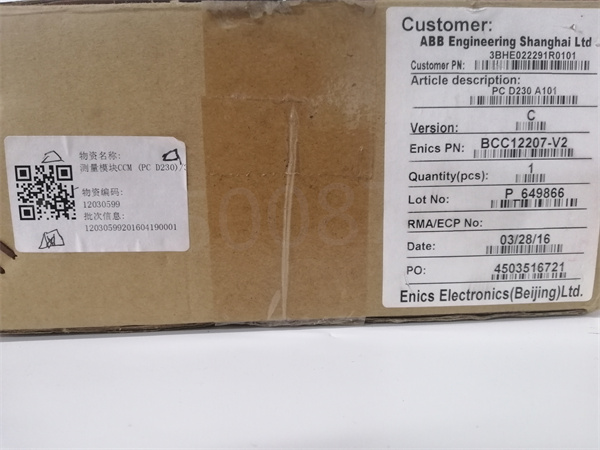 物资名称:
测量模块CCM (PC D230)
物资编码:
12030599
批次信息:
12030599201604190001
Customer:
ABB Engineering Shanghai Ltd
3BHE022291R0101
Customer PN:
Article description:
PC D230 A101
C
Version:
Enics PN: BCC12207-V2
1
Quantity(pcs):
Lot No: P 649866
RMA/ECP No:
Date: 03/28/16
PO: 4503516721
Enics Electronics(Beijing)Ltd.